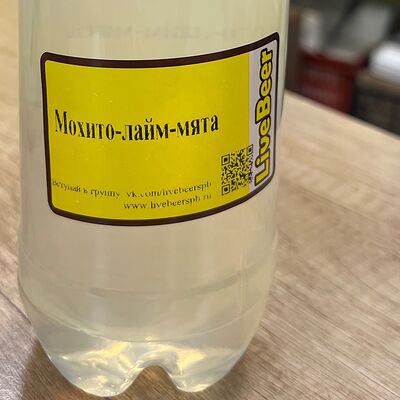 Мохито-лайм-мята
Вступай в группу: vk.com/livebeerspb
www.livebeerspb.ru
LiveBeer